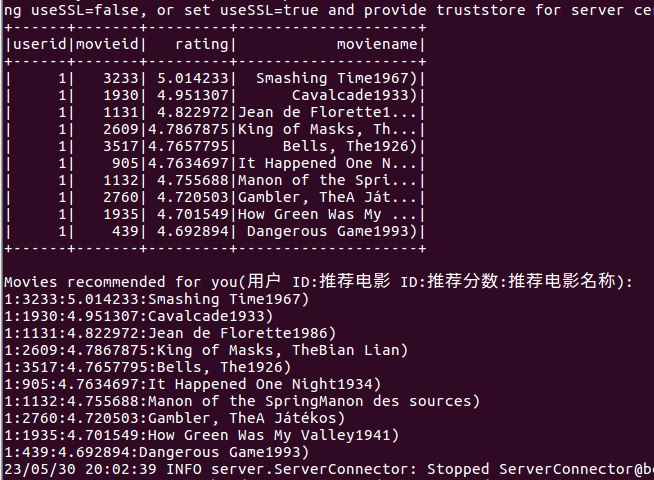 ng useSSL=false, or set useSSL=true and provide truststore for server ce
+------+-------+---------+--------------------+
|userid|movieid|   rating|           moviename|
+------+-------+---------+--------------------+
|     1|   3233| 5.014233|  Smashing Time1967)|
|     1|   1930| 4.951307|      Cavalcade1933)|
|     1|   1131| 4.822972|Jean de Florette1...|
|     1|   2609|4.7867875|King of Masks, Th...|
|     1|   3517|4.7657795|     Bells, The1926)|
|     1|    905|4.7634697|It Happened One N...|
|     1|   1132| 4.755688|Manon of the Spri...|
|     1|   2760| 4.720503|Gambler, TheA Ját...|
|     1|   1935| 4.701549|How Green Was My ...|
|     1|    439| 4.692894| Dangerous Game1993)|
+------+-------+---------+--------------------+
Movies recommended for you(用户 ID:推荐电影 ID:推荐分数:推荐电影名称):
1:3233:5.014233:Smashing Time1967)
1:1930:4.951307:Cavalcade1933)
1:1131:4.822972:Jean de Florette1986)
1:2609:4.7867875:King of Masks, TheBian Lian)
1:3517:4.7657795:Bells, The1926)
1:905:4.7634697:It Happened One Night1934)
1:1132:4.755688:Manon of the SpringManon des sources)
1:2760:4.720503:Gambler, TheA Játékos)
1:1935:4.701549:How Green Was My Valley1941)
1:439:4.692894:Dangerous Game1993)
23/05/30 20:02:39 INFO server.ServerConnector: Stopped ServerConnector@b